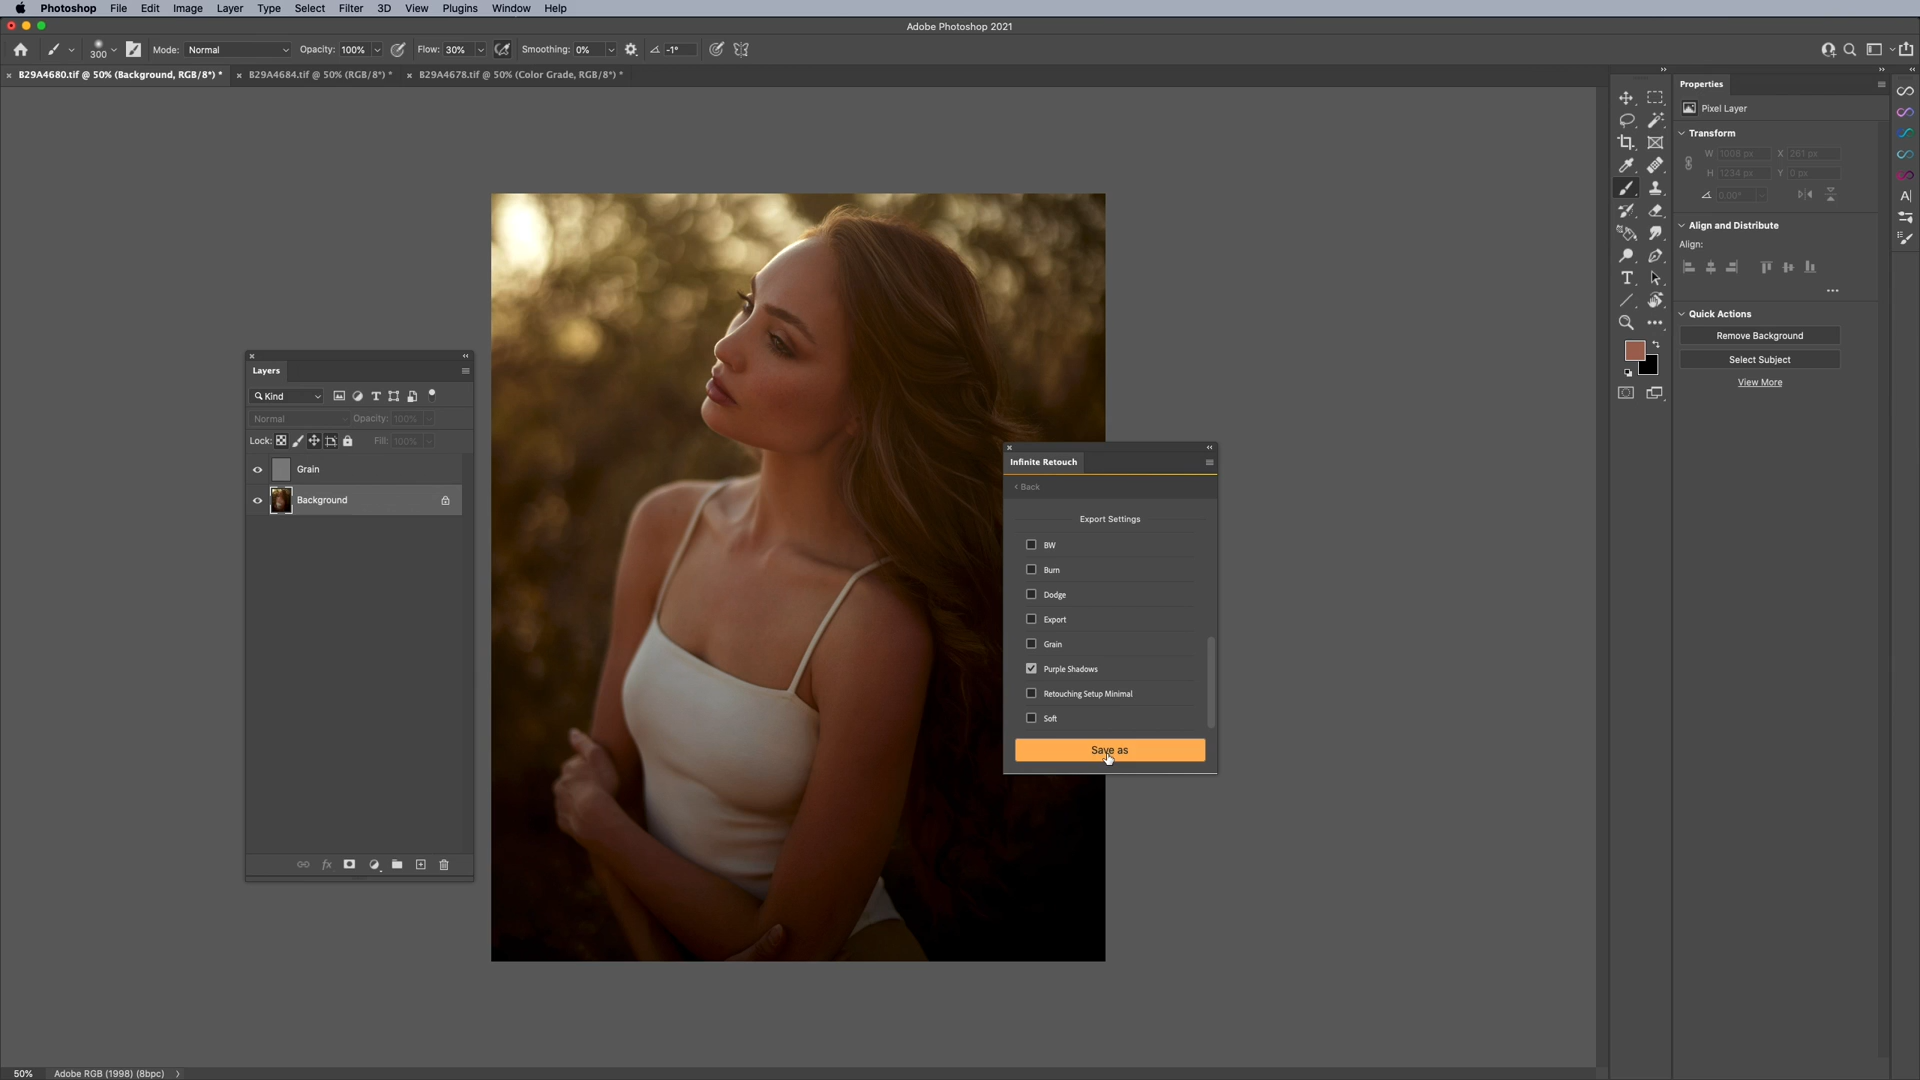 Photoshop File Edit Image Layer Type Select Filter 3D View Plugins Window Help
Adobe Photoshop 2021
300 Mode: Normal Opacity: 100% Flow: 30% Smoothing: 0% -1°
B29A4680.tif @ 50% (Background, RGB/8*) * B29A4684.tif @ 50% (RGB/8*) * B29A4678.tif @ 50% (Color Grade, RGB/8*) *
Layers
Kind
Normal Opacity: 100%
Lock: Fill: 100%
Grain
Background
fx
Infinite Retouch
< Back
Export Settings
BW
Burn
Dodge
Export
Grain
Purple Shadows
Retouching Setup Minimal
Soft
Save as
Properties
Pixel Layer
Transform
W 1006 px X 261 px
H 1234 px Y 0 px
0.00°
Align and Distribute
Align:
Quick Actions
Remove Background
Select Subject
View More
50% Adobe RGB (1998) (8bpc) >